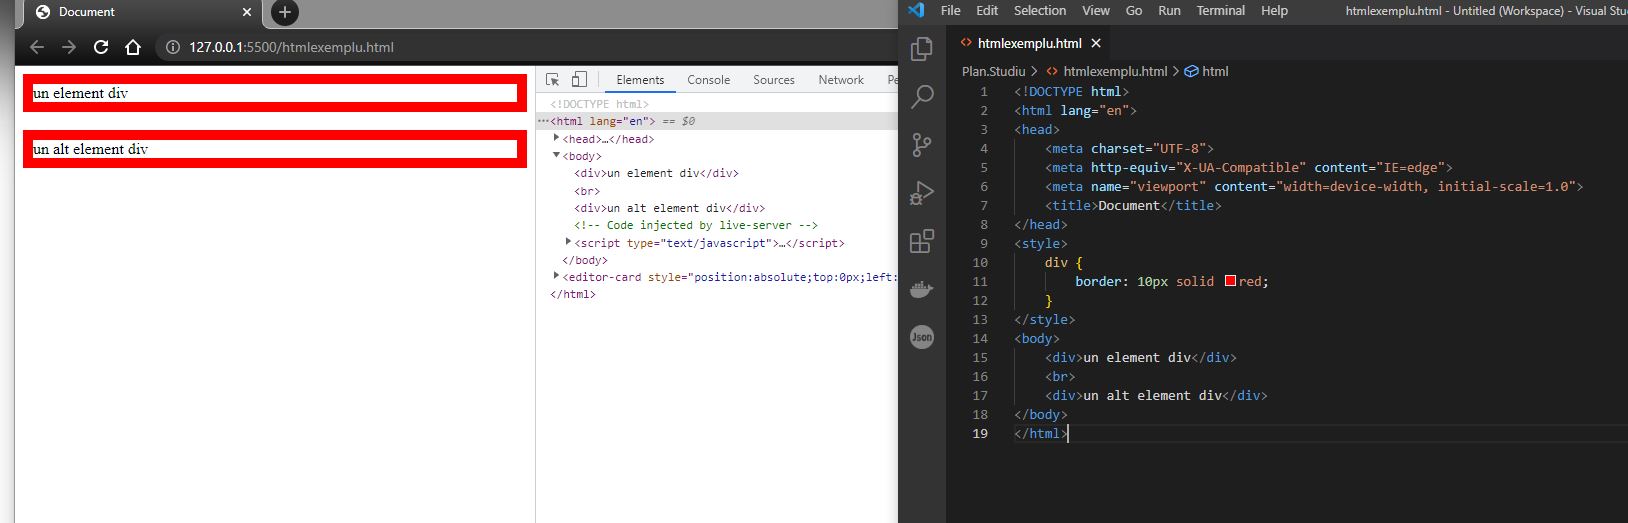 Document
127.0.0.1:5500/htmlexemplu.html
un element div
un alt element div
Elements Console Sources Network
<!DOCTYPE html>
<html lang="en"> == $0
<head>…</head>
<body>
<div>un element div</div>
<br>
<div>un alt element div</div>
<!-- Code injected by live-server -->
<script type="text/javascript">…</script>
</body>
<editor-card style="position:absolute;top:0px;left:
</html>
File Edit Selection View Go Run Terminal Help htmlexemplu.html - Untitled (Workspace) - Visual Stu
htmlexemplu.html
Plan.Studiu > htmlexemplu.html > html
Json
1 <!DOCTYPE html>
2 <html lang="en">
3 <head>
4 <meta charset="UTF-8">
5 <meta http-equiv="X-UA-Compatible" content="IE=edge">
6 <meta name="viewport" content="width=device-width, initial-scale=1.0">
7 <title>Document</title>
8 </head>
9 <style>
10 div {
11 border: 10px solid red;
12 }
13 </style>
14 <body>
15 <div>un element div</div>
16 <br>
17 <div>un alt element div</div>
18 </body>
19 </html>